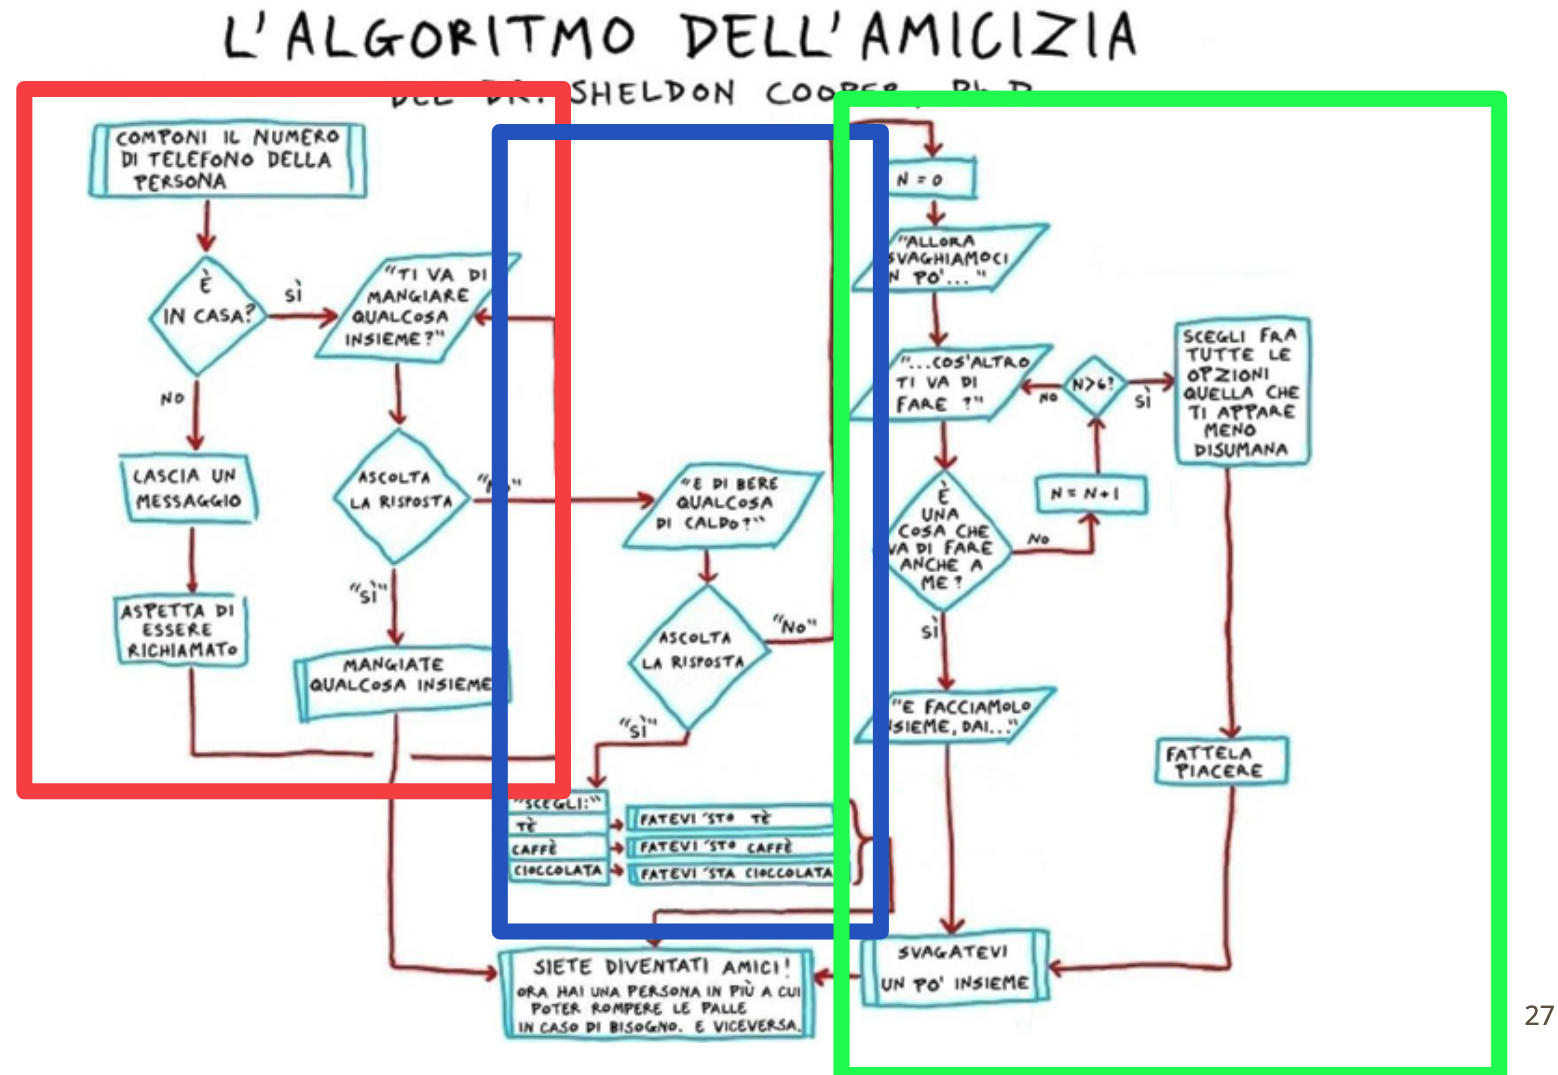 L'ALGORITMO DELL'AMICIZIA
DEL DR. SHELDON COOPER, Ph.D
COMPONI IL NUMERO
DI TELEFONO DELLA
PERSONA
È
IN CASA?
SÌ
NO
LASCIA UN
MESSAGGIO
ASPETTA DI
ESSERE
RICHIAMATO
"TI VA DI
MANGIARE
QUALCOSA
INSIEME?"
ASCOLTA
LA RISPOSTA
"No"
"SÌ"
MANGIATE
QUALCOSA INSIEME
"E DI BERE
QUALCOSA
DI CALDO?"
ASCOLTA
LA RISPOSTA
"No"
"SÌ"
"SCEGLI:"
TÈ
CAFFÈ
CIOCCOLATA
FATEVI 'STO TÈ
FATEVI 'STO CAFFÈ
FATEVI 'STA CIOCCOLATA
N = 0
"ALLORA
SVAGHIAMOCI
N PO'..."
"...COS'ALTRO
TI VA DI
FARE ?"
N>6?
NO
SÌ
N = N+1
È
UNA
COSA CHE
VA DI FARE
ANCHE A
ME?
No
SÌ
"E FACCIAMOLO
NSIEME, DAI..."
SCEGLI FRA
TUTTE LE
OPZIONI
QUELLA CHE
TI APPARE
MENO
DISUMANA
FATTELA
PIACERE
SVAGATEVI
UN PO' INSIEME
SIETE DIVENTATI AMICI!
ORA HAI UNA PERSONA IN PIÙ A CUI
POTER ROMPERE LE PALLE
IN CASO DI BISOGNO. E VICEVERSA.
27